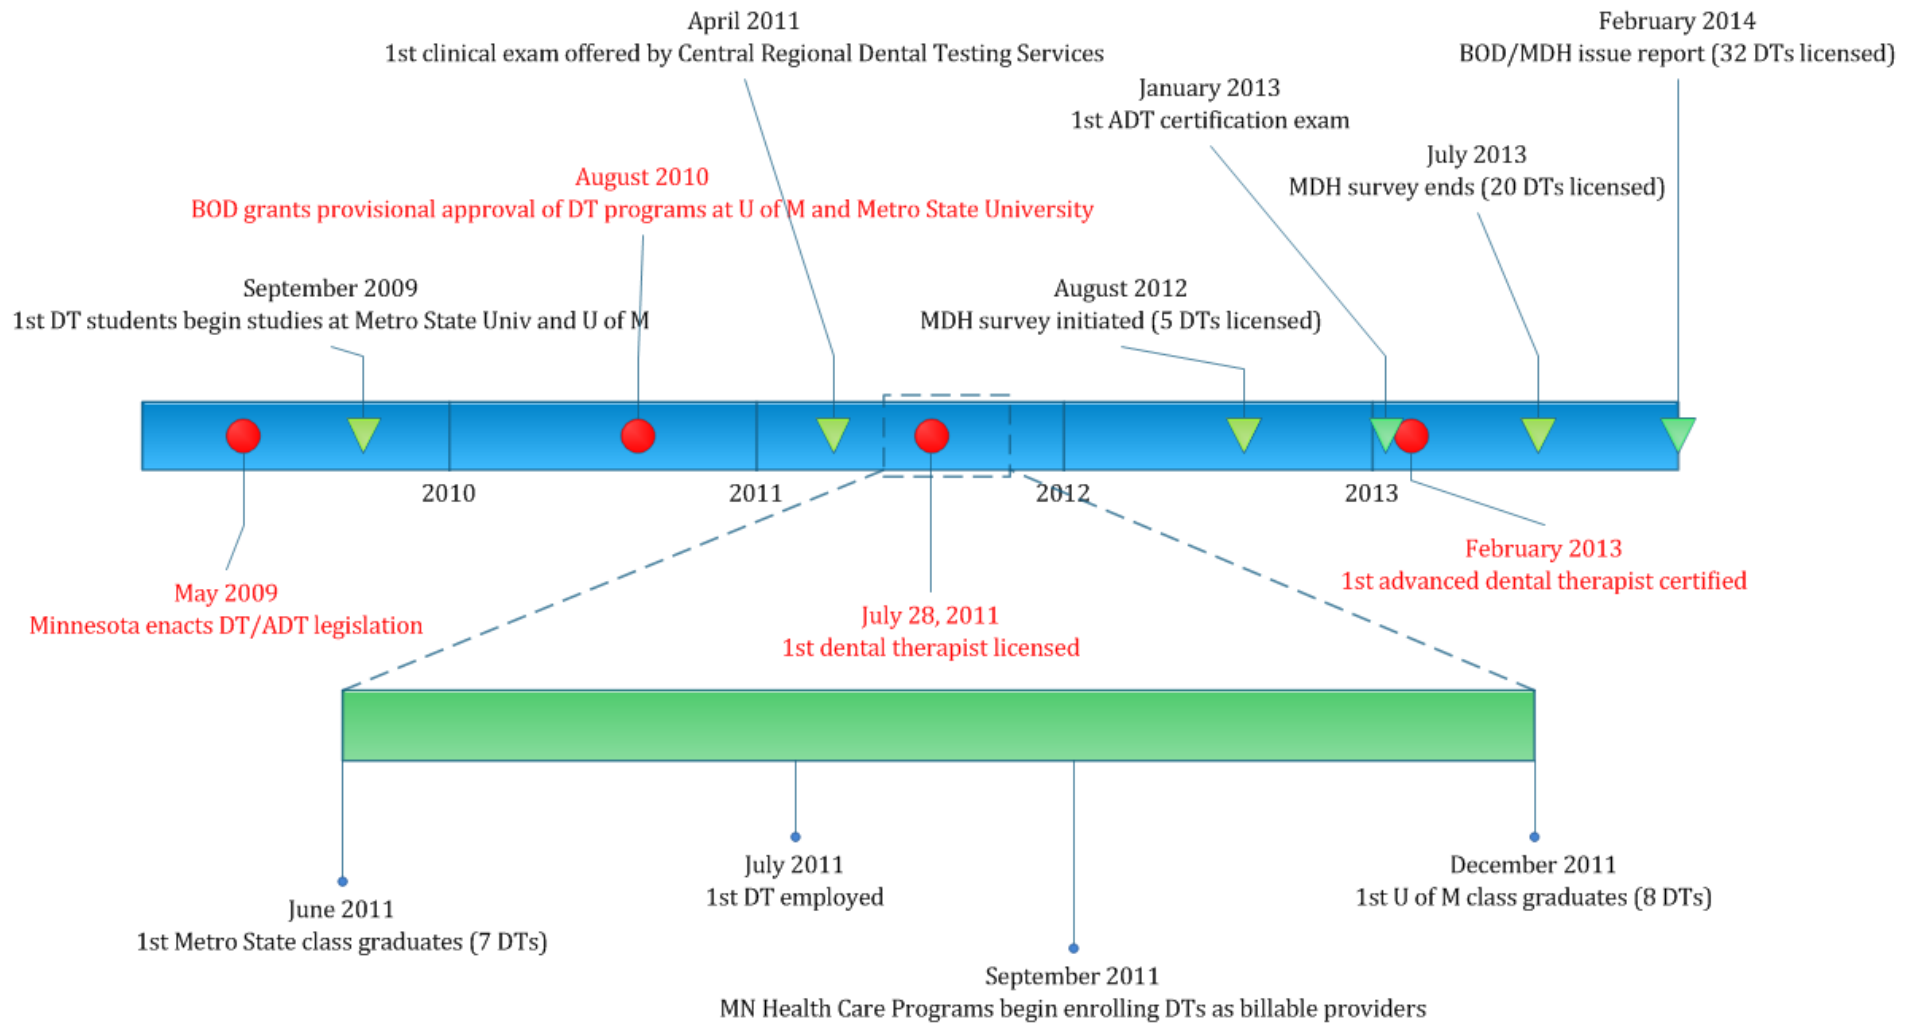 April 2011
1st clinical exam offered by Central Regional Dental Testing Services
February 2014
BOD/MDH issue report (32 DTs licensed)
January 2013
1st ADT certification exam
July 2013
MDH survey ends (20 DTs licensed)
August 2010
BOD grants provisional approval of DT programs at U of M and Metro State University
September 2009
1st DT students begin studies at Metro State Univ and U of M
August 2012
MDH survey initiated (5 DTs licensed)
2010
2011
2012
2013
May 2009
Minnesota enacts DT/ADT legislation
July 28, 2011
1st dental therapist licensed
February 2013
1st advanced dental therapist certified
June 2011
1st Metro State class graduates (7 DTs)
July 2011
1st DT employed
September 2011
MN Health Care Programs begin enrolling DTs as billable providers
December 2011
1st U of M class graduates (8 DTs)